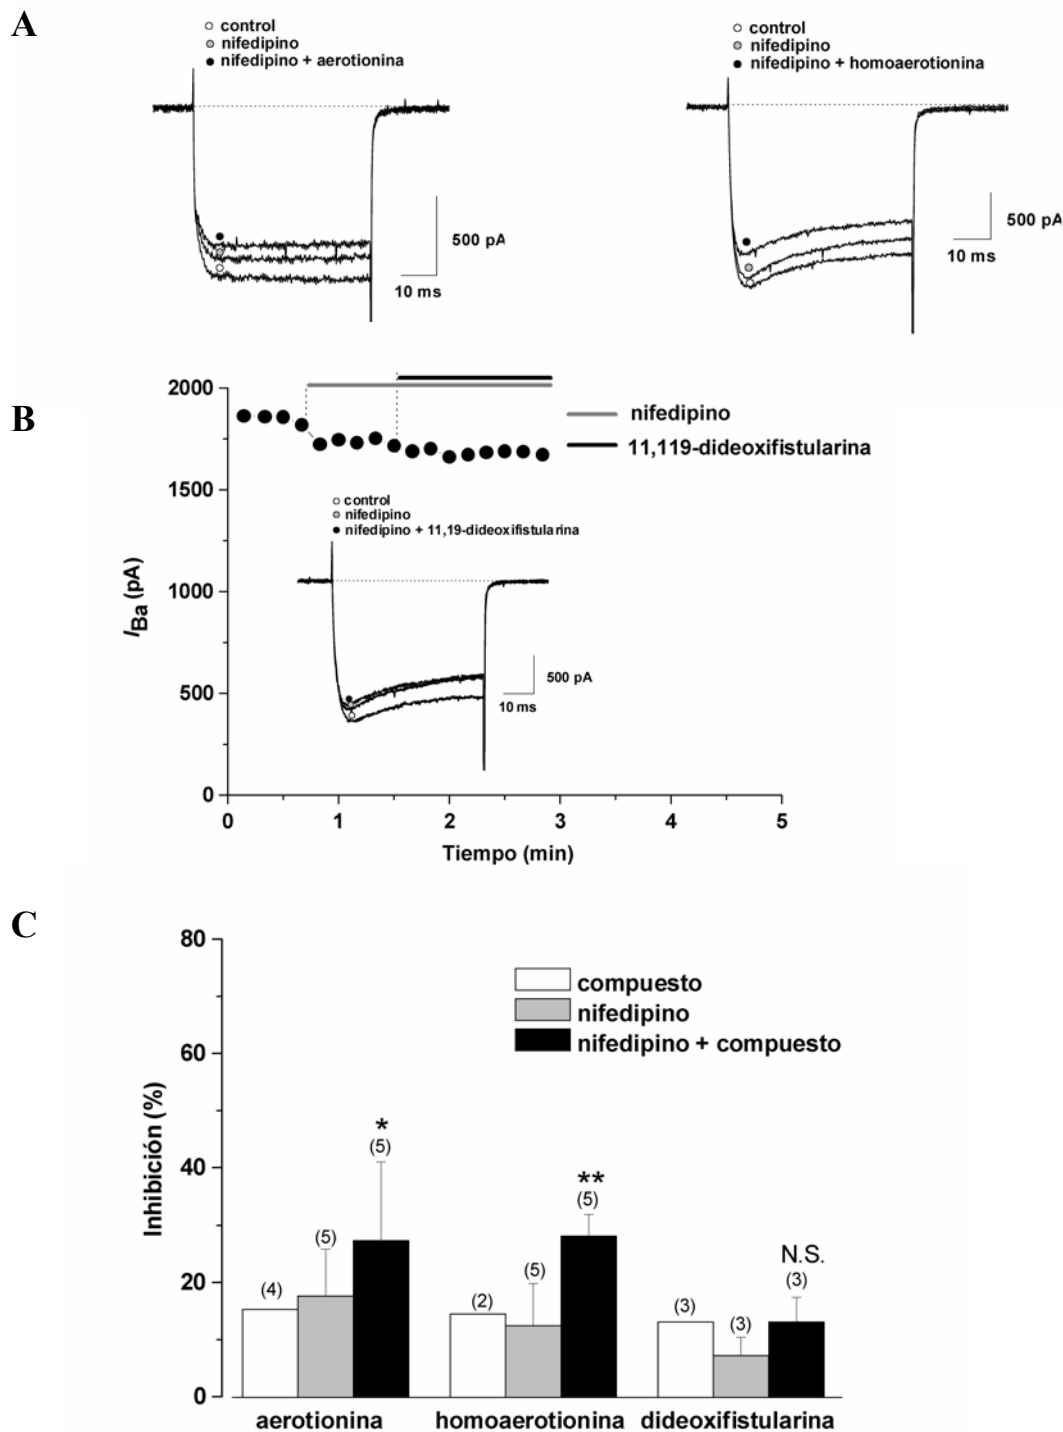 A
control
nifedipino
nifedipino + aerotionina
500 pA
10 ms
control
nifedipino
nifedipino + homoaerotionina
500 pA
10 ms
B
2000
1500
1000
500
0
I Ba (pA)
0 1 2 3 4 5
Tiempo (min)
nifedipino
11,119-dideoxifistularina
control
nifedipino
nifedipino + 11,19-dideoxifistularina
500 pA
10 ms
C
80
60
40
20
0
Inhibición (%)
compuesto
nifedipino
nifedipino + compuesto
(4)
(5)
*
(5)
(2)
(5)
**
(5)
(3)
(3)
N.S.
(3)
aerotionina homoaerotionina dideoxifistularina